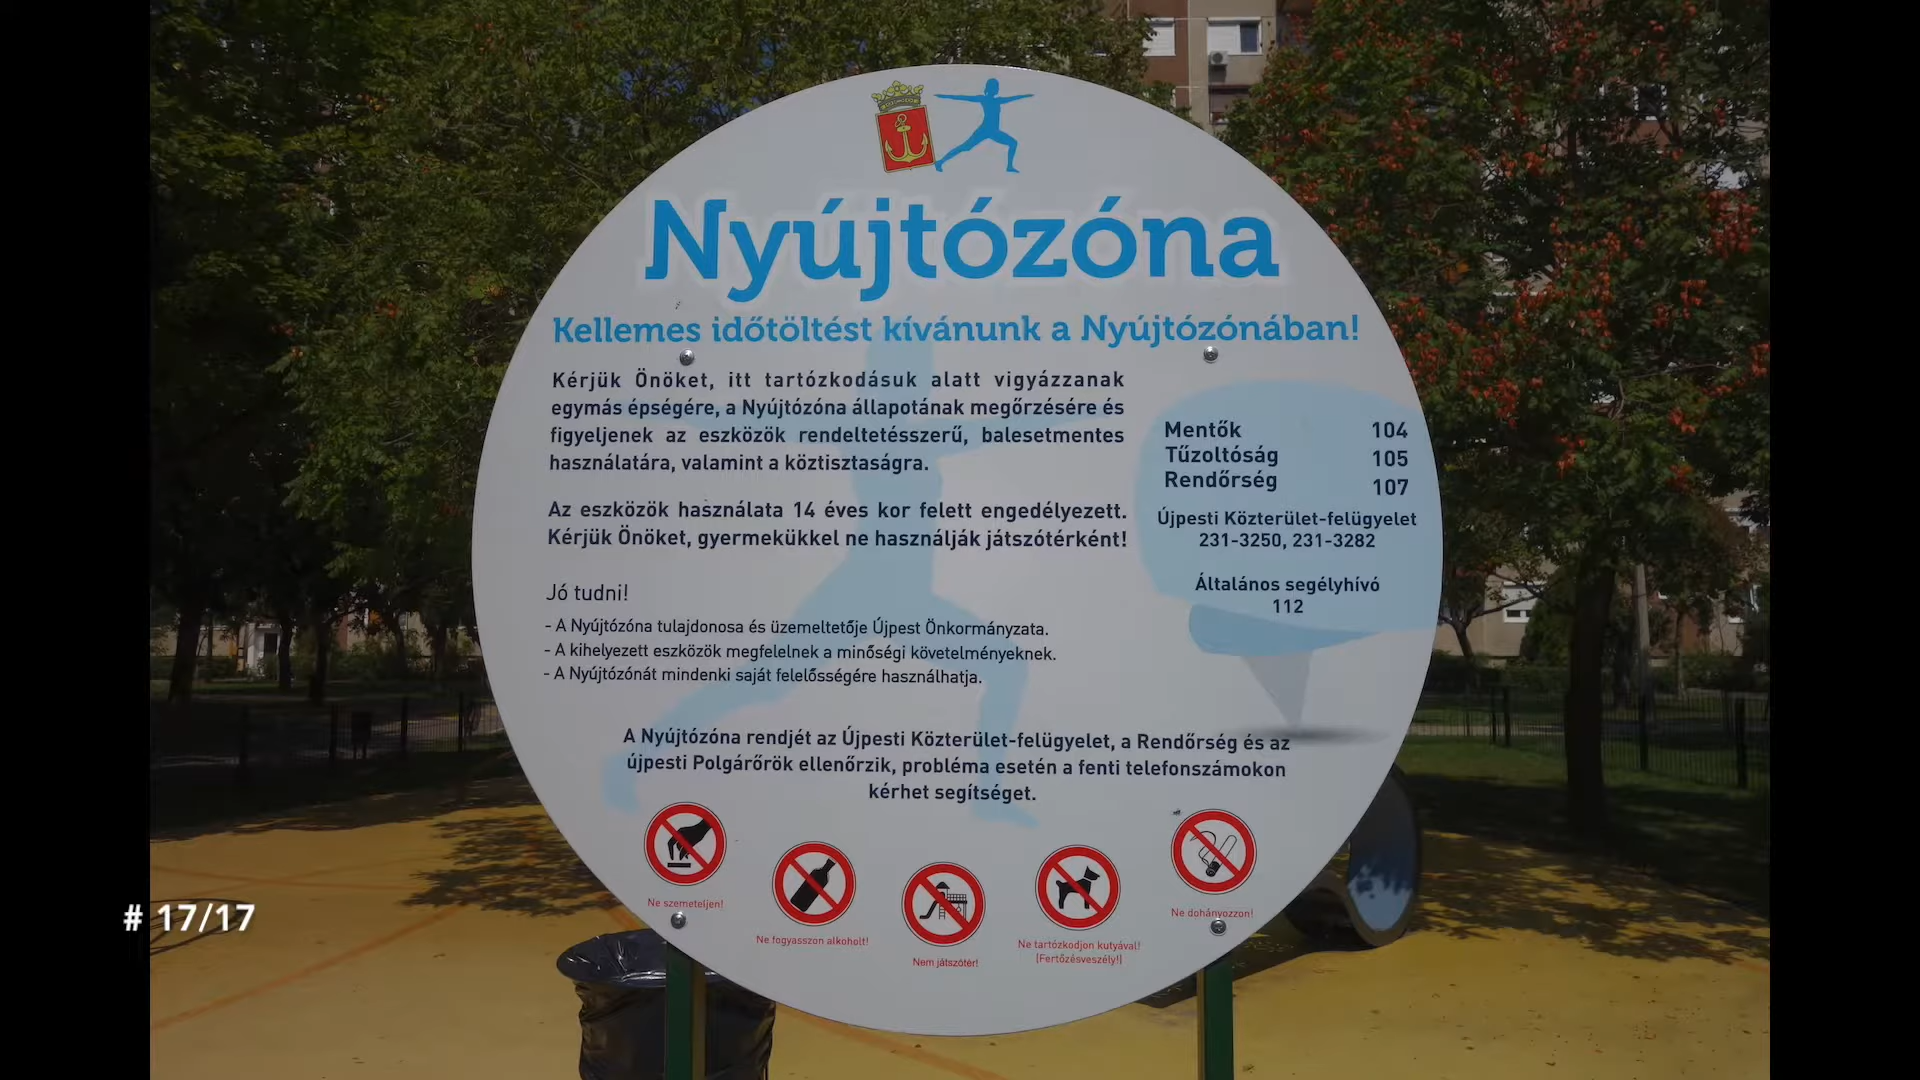 Nyújtózóna
Kellemes időtöltést kívánunk a Nyújtózónában!
Kérjük Önöket, itt tartózkodásuk alatt vigyázzanak
egymás épségére, a Nyújtózóna állapotának megőrzésére és
figyeljenek az eszközök rendeltetésszerű, balesetmentes
használatára, valamint a köztisztaságra.
Az eszközök használata 14 éves kor felett engedélyezett.
Kérjük Önöket, gyermekükkel ne használják játszótérként!
Mentők 104
Tűzoltóság 105
Rendőrség 107
Újpesti Közterület-felügyelet
231-3250, 231-3282
Általános segélyhívó
112
Jó tudni!
- A Nyújtózóna tulajdonosa és üzemeltetője Újpest Önkormányzata.
- A kihelyezett eszközök megfelelnek a minőségi követelményeknek.
- A Nyújtózónát mindenki saját felelősségére használhatja.
A Nyújtózóna rendjét az Újpesti Közterület-felügyelet, a Rendőrség és az
újpesti Polgárőrök ellenőrzik, probléma esetén a fenti telefonszámokon
kérhet segítséget.
Ne szemeteljen!
Ne fogyasszon alkoholt!
Nem játszótér!
Ne tartózkodjon kutyával!
(Fertőzésveszély!)
Ne dohányozzon!
# 17/17